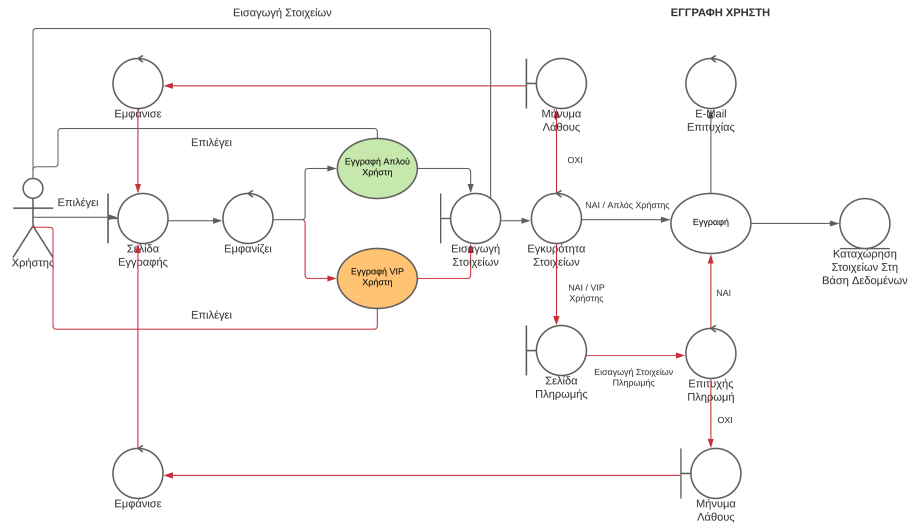 Εισαγωγή Στοιχείων
ΕΓΓΡΑΦΗ ΧΡΗΣΤΗ
Εμφάνισε
Μήνυμα
Λάθους
E-Mail
Επιτυχίας
Επιλέγει
ΟΧΙ
Εγγραφή Απλού
Χρήστη
Επιλέγει
ΝΑΙ / Απλός Χρήστης
Εγγραφή
Χρήστης
Σελίδα
Εγγραφής
Εμφανίζει
Εισαγωγή
Στοιχείων
Εγκυρότητα
Στοιχείων
Καταχώρηση
Στοιχείων Στη
Βάση Δεδομένων
Εγγραφή VIP
Χρήστη
ΝΑΙ / VIP
Χρήστης
ΝΑΙ
Επιλέγει
Σελίδα
Πληρωμής
Εισαγωγή Στοιχείων
Πληρωμής
Επιτυχής
Πληρωμή
ΟΧΙ
Εμφάνισε
Μήνυμα
Λάθους